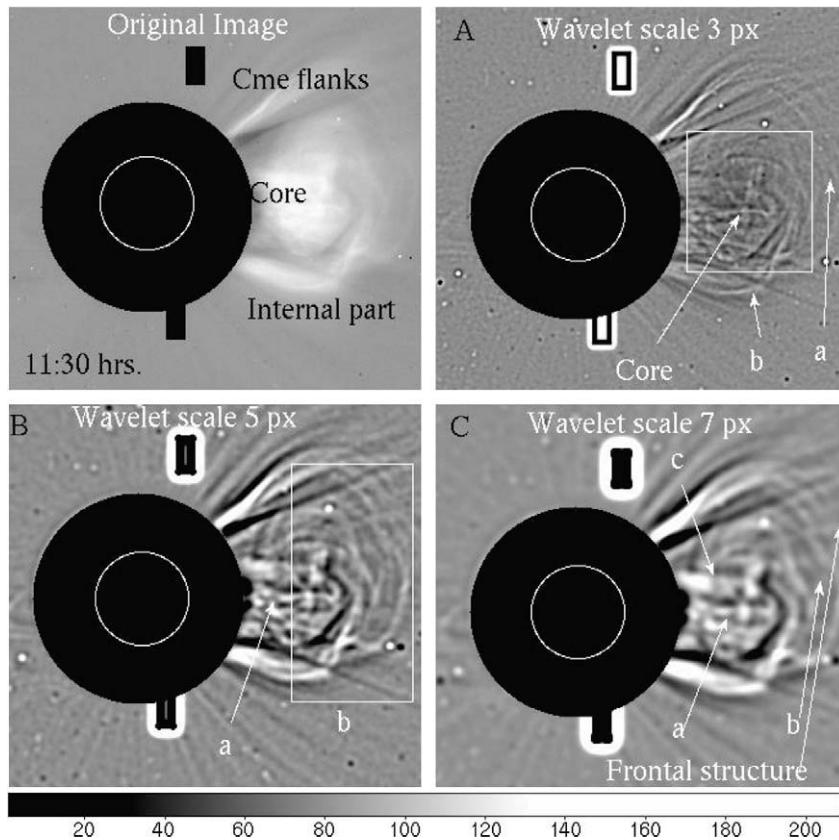 Original Image
Cme flanks
Core
Internal part
11:30 hrs.
A
Wavelet scale 3 px
a
b
Core
B
Wavelet scale 5 px
a
b
C
Wavelet scale 7 px
c
a
b
Frontal structure
20 40 60 80 100 120 140 160 180 200